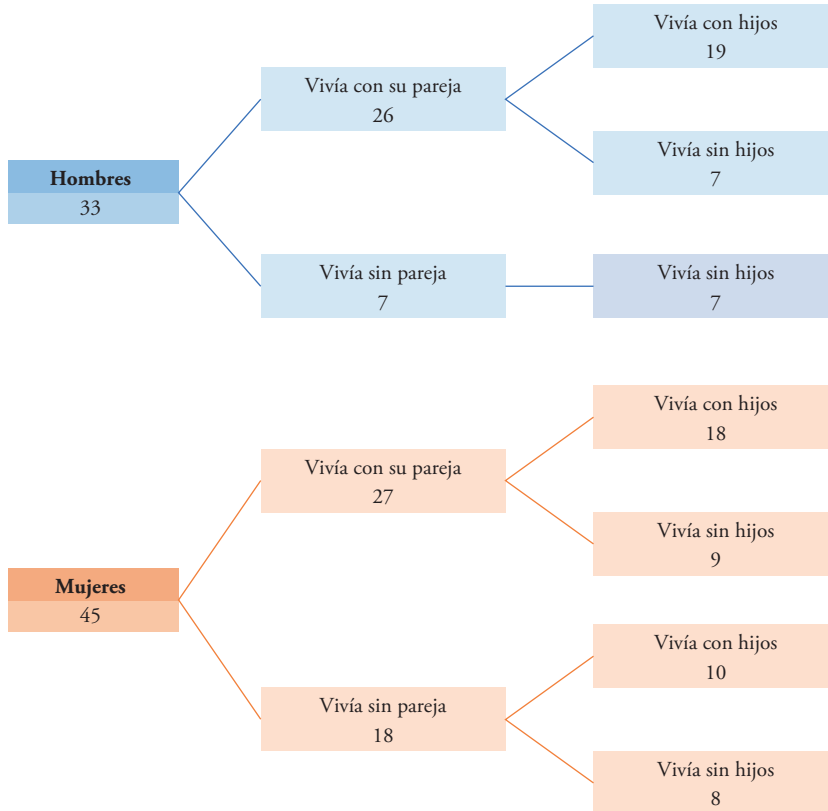 Hombres
33
Vivía con su pareja
26
Vivía con hijos
19
Vivía sin hijos
7
Vivía sin pareja
7
Vivía sin hijos
7
Mujeres
45
Vivía con su pareja
27
Vivía con hijos
18
Vivía sin hijos
9
Vivía sin pareja
18
Vivía con hijos
10
Vivía sin hijos
8